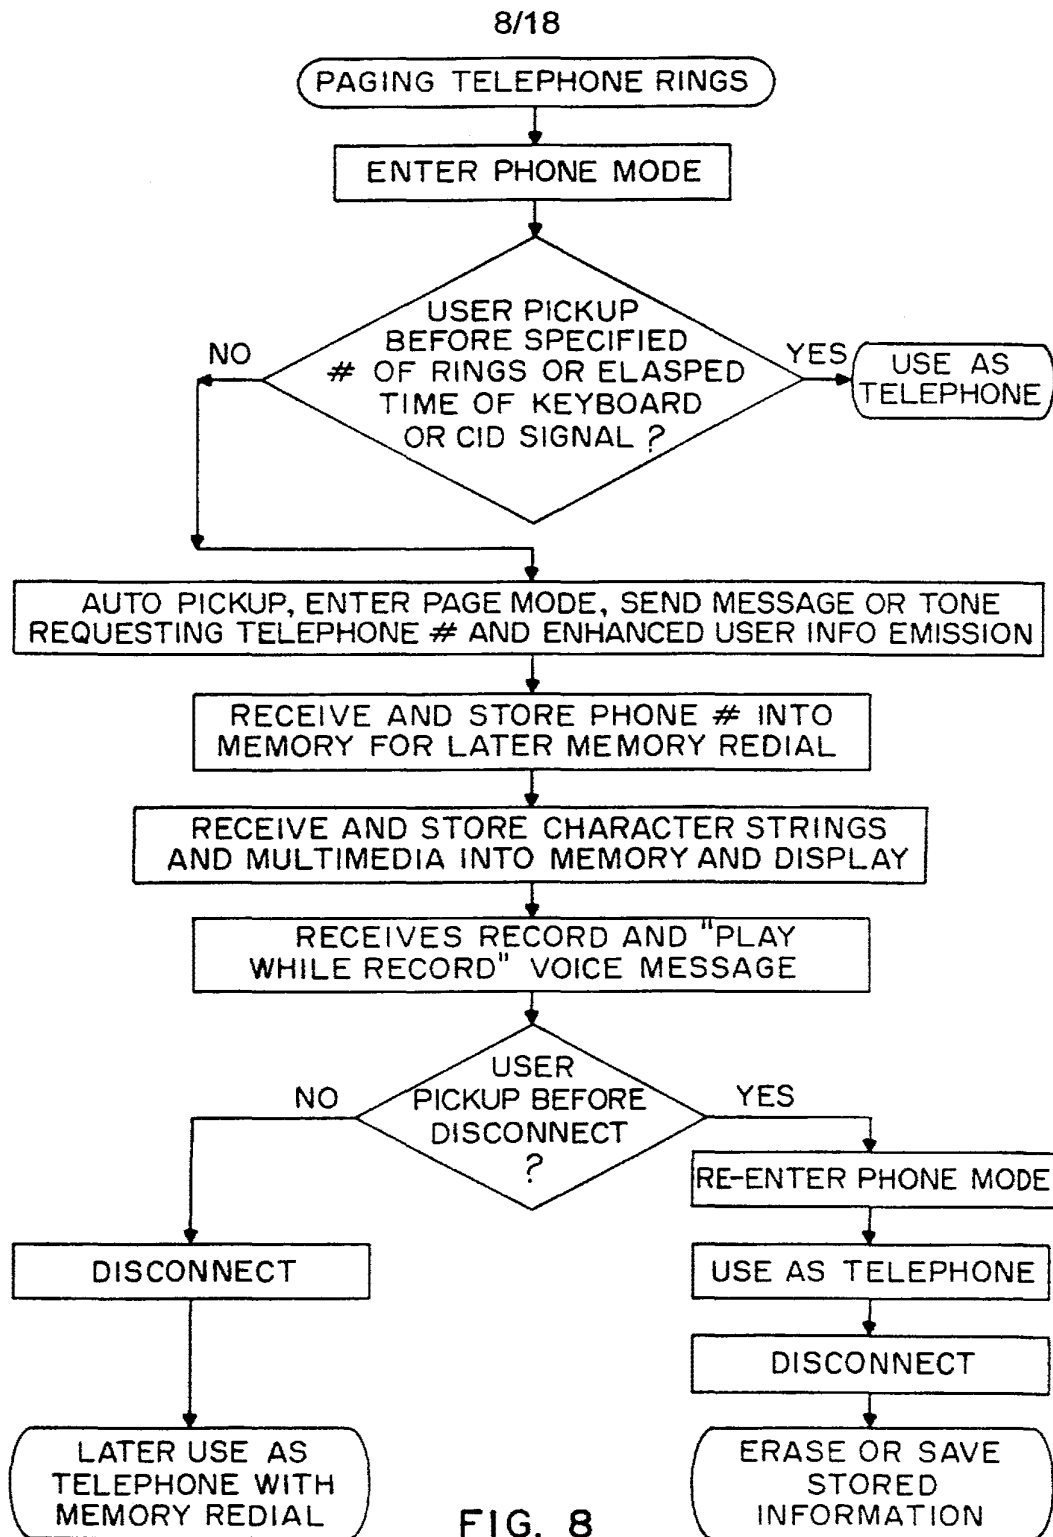 8/18
PAGING TELEPHONE RINGS
ENTER PHONE MODE
USER PICKUP
BEFORE SPECIFIED
# OF RINGS OR ELASPED
TIME OF KEYBOARD
OR CID SIGNAL ?
NO
YES
USE AS
TELEPHONE
AUTO PICKUP, ENTER PAGE MODE, SEND MESSAGE OR TONE
REQUESTING TELEPHONE # AND ENHANCED USER INFO EMISSION
RECEIVE AND STORE PHONE # INTO
MEMORY FOR LATER MEMORY REDIAL
RECEIVE AND STORE CHARACTER STRINGS
AND MULTIMEDIA INTO MEMORY AND DISPLAY
RECEIVES RECORD AND "PLAY
WHILE RECORD" VOICE MESSAGE
USER
PICKUP BEFORE
DISCONNECT
?
NO
YES
DISCONNECT
LATER USE AS
TELEPHONE WITH
MEMORY REDIAL
RE-ENTER PHONE MODE
USE AS TELEPHONE
DISCONNECT
ERASE OR SAVE
STORED
INFORMATION
FIG. 8